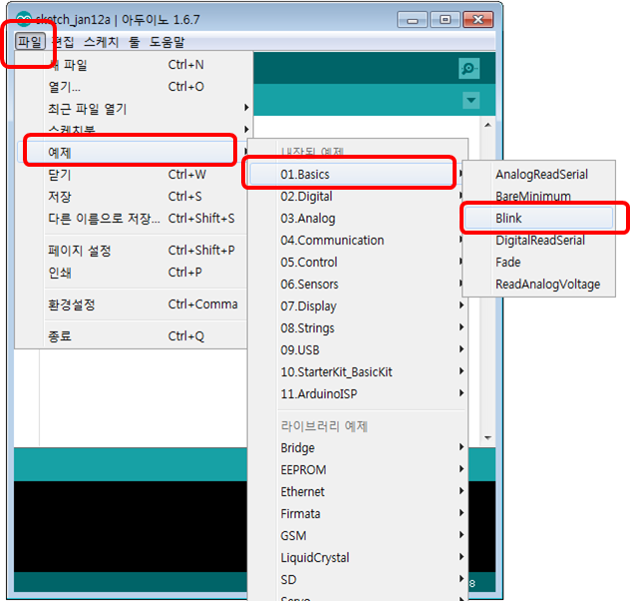 sketch_jan12a | 아두이노 1.6.7
파일 편집 스케치 툴 도움말
새 파일 Ctrl+N
열기... Ctrl+O
최근 파일 열기
스케치북
예제
닫기 Ctrl+W
저장 Ctrl+S
다른 이름으로 저장... Ctrl+Shift+S
페이지 설정 Ctrl+Shift+P
인쇄 Ctrl+P
환경설정 Ctrl+Comma
종료 Ctrl+Q
내장된 예제
01.Basics
02.Digital
03.Analog
04.Communication
05.Control
06.Sensors
07.Display
08.Strings
09.USB
10.StarterKit_BasicKit
11.ArduinoISP
라이브러리 예제
Bridge
EEPROM
Ethernet
Firmata
GSM
LiquidCrystal
SD
Servo
AnalogReadSerial
BareMinimum
Blink
DigitalReadSerial
Fade
ReadAnalogVoltage
8